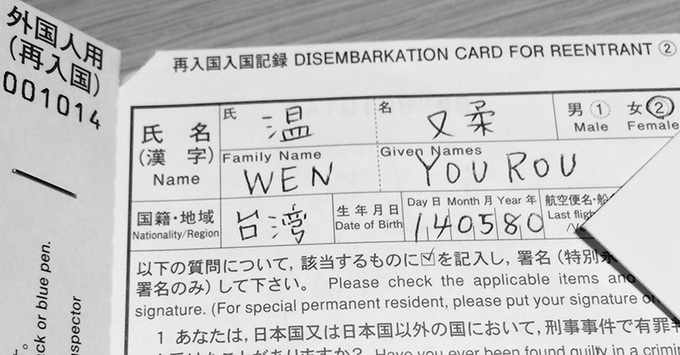 外国人用
(再入国)
001014
ck or blue pen.
nspector
再入国入国記録 DISEMBARKATION CARD FOR REENTRANT ②
氏 名
(漢 字)
Name
氏 温
名 又柔
男 ① 女 ②
Male Female
Family Name
WEN
Given Names
YOU ROU
国籍・地域
Nationality/Region
台湾
生年月日
Date of Birth
Day 日 Month 月 Year 年
140580
航空便名・船
Last flight
以下の質問について,該当するものに☑を記入し,署名(特別永
署名のみ)して下さい。 Please check the applicable items and
signature. (For special permanent resident, please put your signature
1 あなたは,日本国又は日本国以外の国において,刑事事件で有罪
Have you ever been found guilty in a crimin